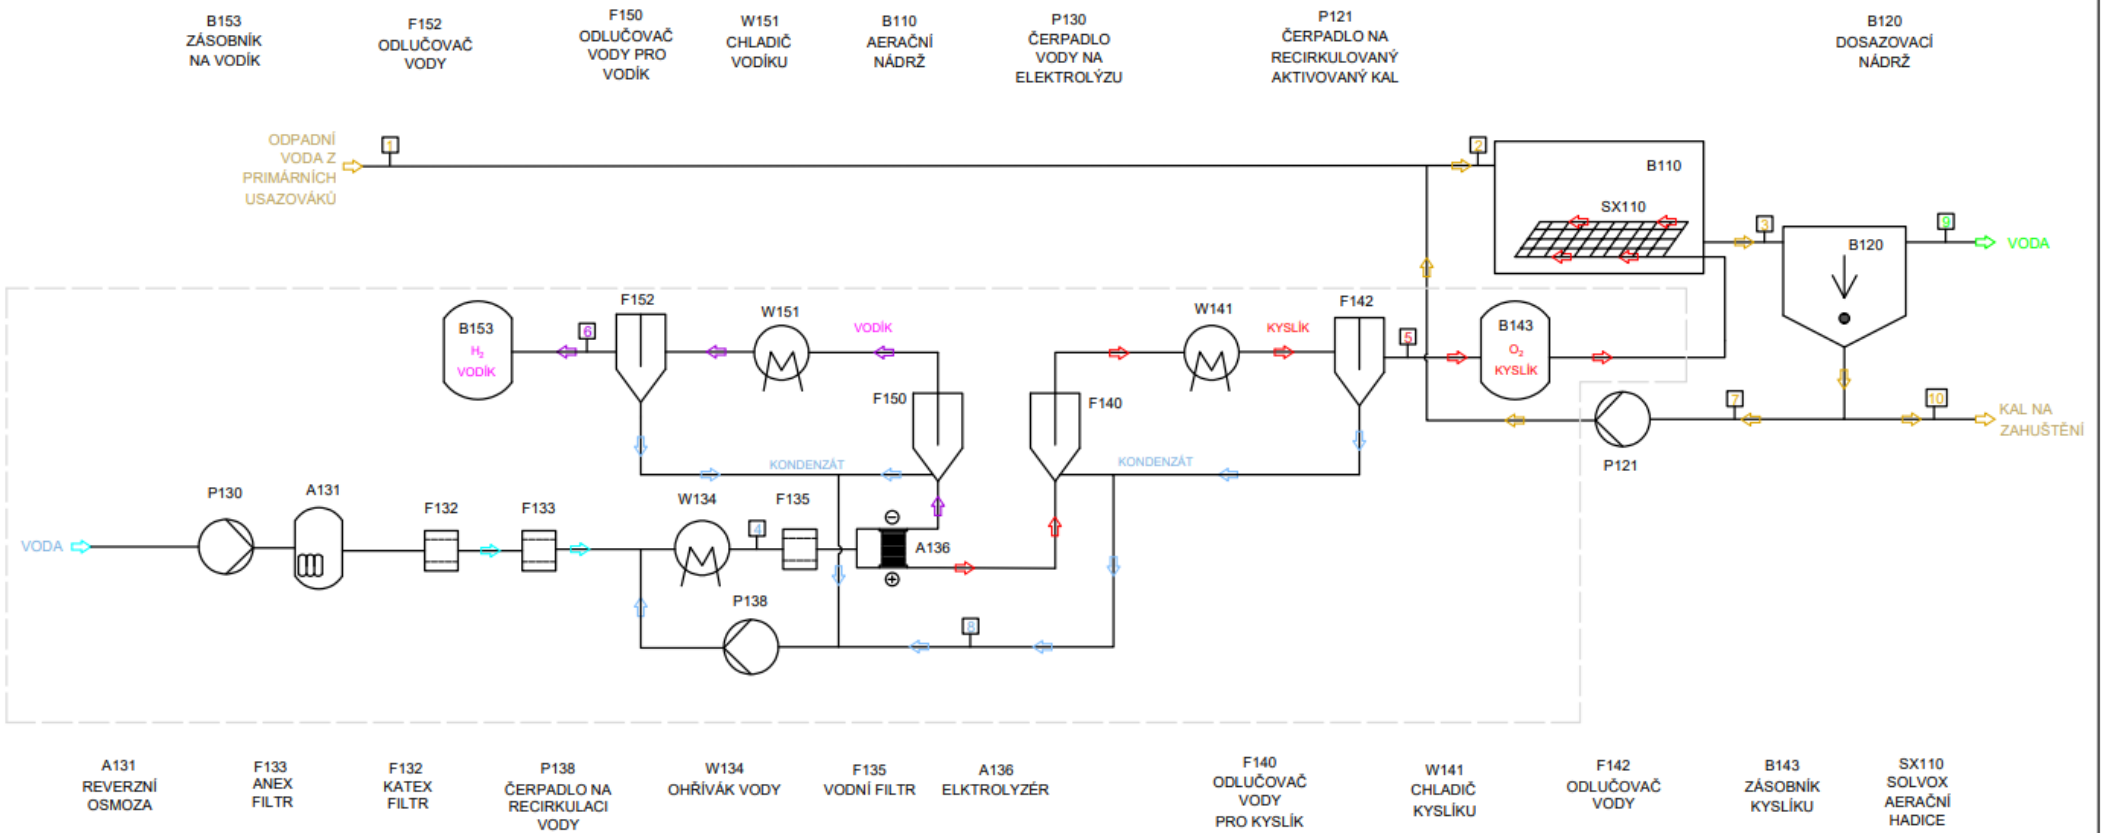 B153
ZÁSOBNÍK
NA VODÍK
F152
ODLUČOVAČ
VODY
F150
ODLUČOVAČ
VODY PRO
VODÍK
W151
CHLADIČ
VODÍKU
B110
AERAČNÍ
NÁDRŽ
P130
ČERPADLO
VODY NA
ELEKTROLÝZU
P121
ČERPADLO NA
RECIRKULOVANÝ
AKTIVOVANÝ KAL
B120
DOSAZOVACÍ
NÁDRŽ
ODPADNÍ
VODA Z
PRIMÁRNÍCH
USAZOVÁKŮ
1
2
B110
SX110
3
B120
9
VODA
B153
H₂
VODÍK
6
F152
W151
VODÍK
F150
W141
KYSLÍK
F142
5
B143
O₂
KYSLÍK
F140
7
10
KAL NA
ZAHUŠTĚNÍ
P121
KONDENZÁT
KONDENZÁT
VODA
P130
A131
F132
F133
W134
4
F135
A136
P138
8
A131
REVERZNÍ
OSMOZA
F133
ANEX
FILTR
F132
KATEX
FILTR
P138
ČERPADLO NA
RECIRKULACI
VODY
W134
OHŘÍVÁK VODY
F135
VODNÍ FILTR
A136
ELKTROLYZÉR
F140
ODLUČOVAČ
VODY
PRO KYSLÍK
W141
CHLADIČ
KYSLÍKU
F142
ODLUČOVAČ
VODY
B143
ZÁSOBNÍK
KYSLÍKU
SX110
SOLVOX
AERAČNÍ
HADICE